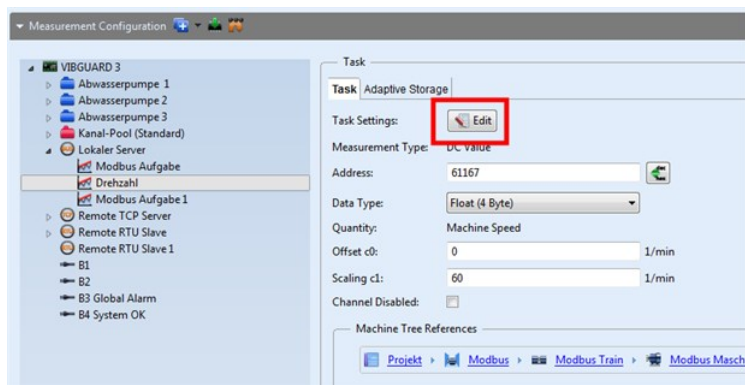 Measurement Configuration
VIBGUARD 3
Abwasserpumpe 1
Abwasserpumpe 2
Abwasserpumpe 3
Kanal-Pool (Standard)
Lokaler Server
Modbus Aufgabe
Drehzahl
Modbus Aufgabe 1
Remote TCP Server
Remote RTU Slave
Remote RTU Slave 1
B1
B2
B3 Global Alarm
B4 System OK
Task
Task Adaptive Storage
Task Settings: Edit
Measurement Type: DC Value
Address: 61167
Data Type: Float (4 Byte)
Quantity: Machine Speed
Offset c0: 0 1/min
Scaling c1: 60 1/min
Channel Disabled:
Machine Tree References
Projekt Modbus Modbus Train Modbus Masch